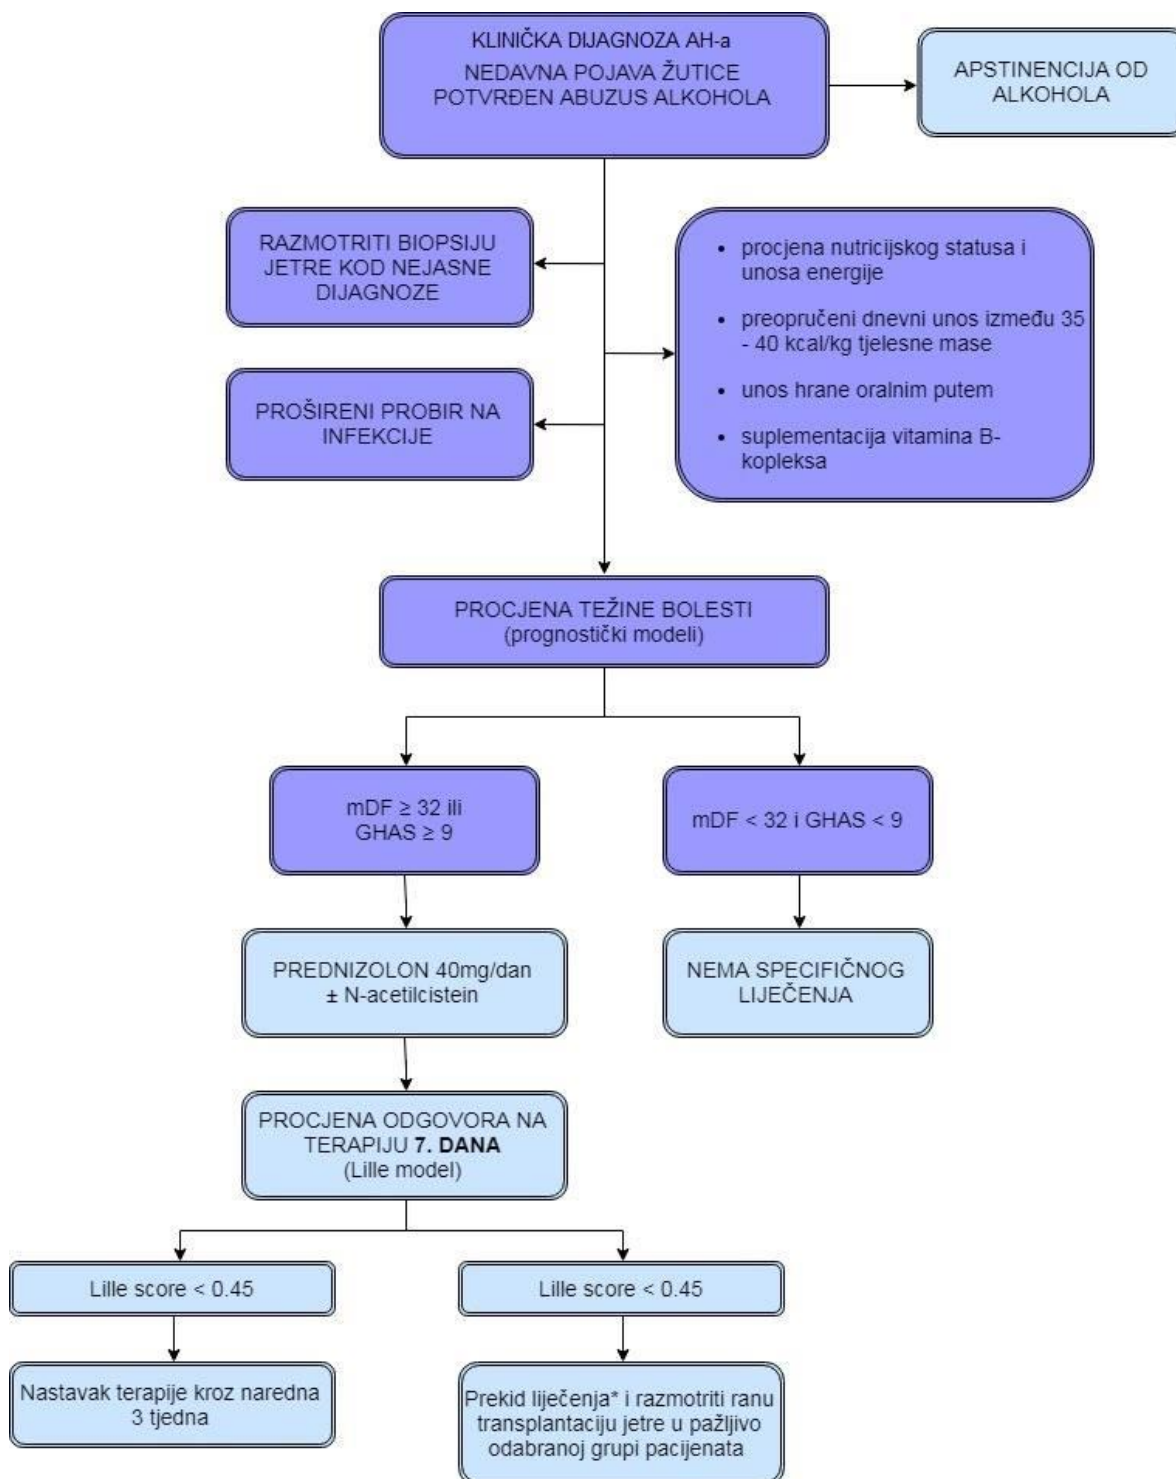 KLINIČKA DIJAGNOZA AH-a
NEDAVNA POJAVA ŽUTICE
POTVRĐEN ABUZUS ALKOHOLA
APSTINENCIJA OD
ALKOHOLA
RAZMOTRITI BIOPSIJU
JETRE KOD NEJASNE
DIJAGNOZE
• procjena nutricijskog statusa i
unosa energije
• preopručeni dnevni unos između 35
- 40 kcal/kg tjelesne mase
• unos hrane oralnim putem
• suplementacija vitamina B-
kopleksa
PROŠIRENI PROBIR NA
INFEKCIJE
PROCJENA TEŽINE BOLESTI
(prognostički modeli)
mDF ≥ 32 ili
GHAS ≥ 9
mDF < 32 i GHAS < 9
PREDNIZOLON 40mg/dan
± N-acetilcistein
NEMA SPECIFIČNOG
LIJEČENJA
PROCJENA ODGOVORA NA
TERAPIJU 7. DANA
(Lille model)
Lille score < 0.45
Lille score < 0.45
Nastavak terapije kroz naredna
3 tjedna
Prekid liječenja* i razmotriti ranu
transplantaciju jetre u pažljivo
odabranoj grupi pacijenata